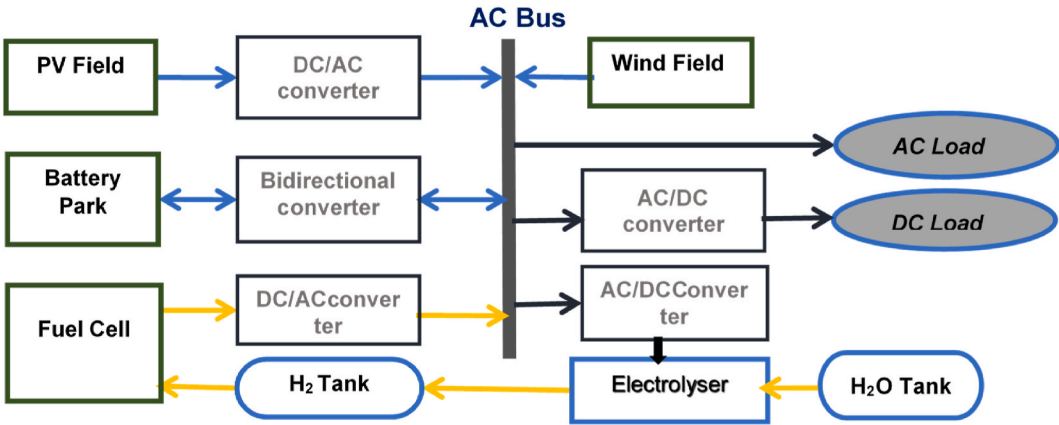 AC Bus
PV Field
DC/AC
converter
Wind Field
AC Load
Battery
Park
Bidirectional
converter
AC/DC
converter
DC Load
Fuel Cell
DC/ACconver
ter
AC/DCConver
ter
H₂ Tank
Electrolyser
H₂O Tank